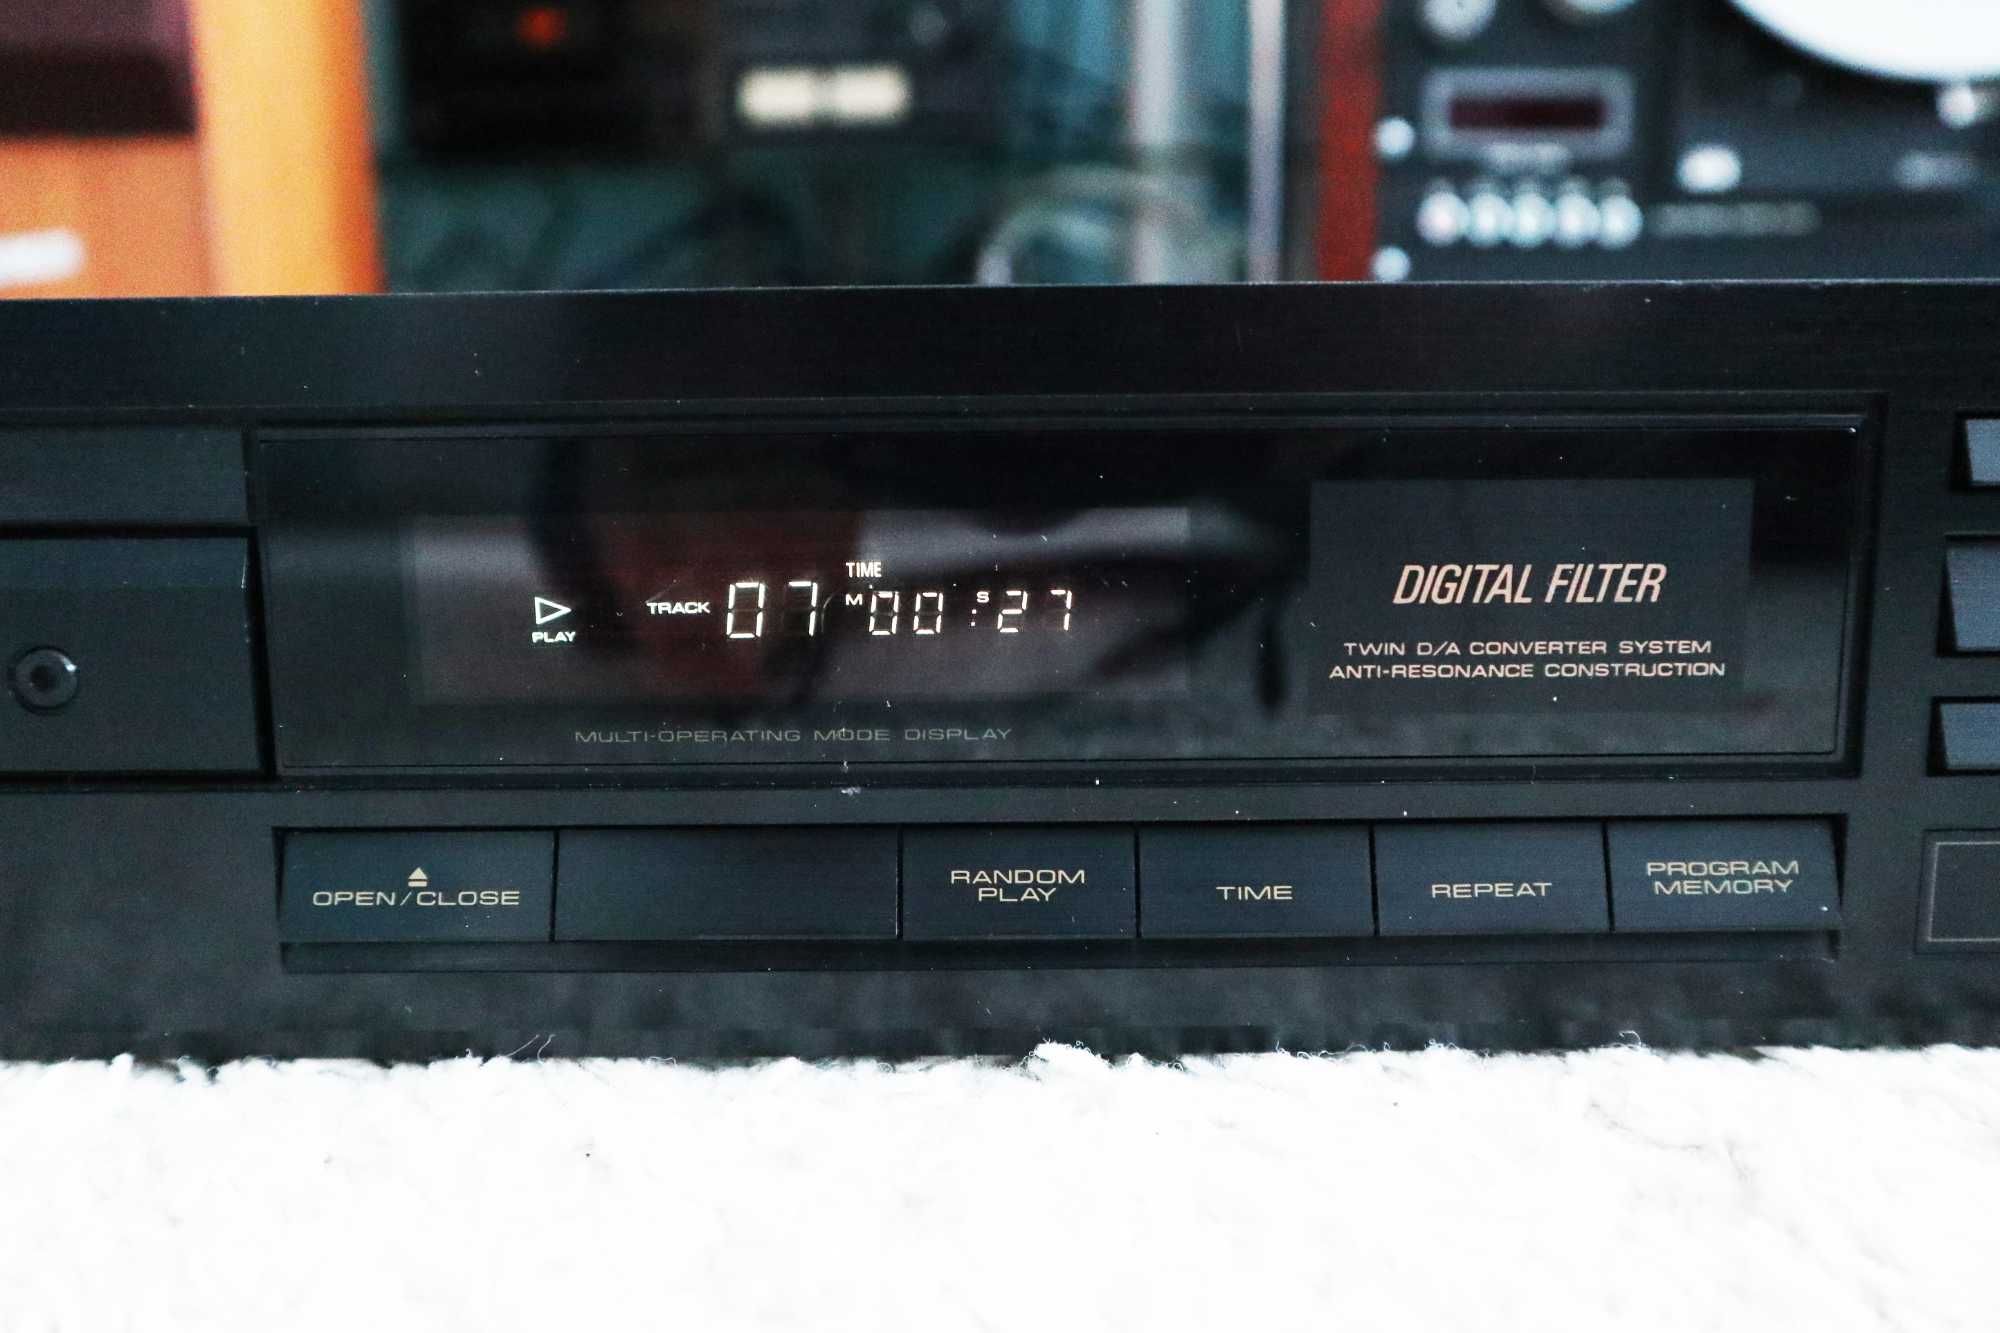 TIME
PLAY
TRACK 07 M 00 : S 27
MULTI-OPERATING MODE DISPLAY
DIGITAL FILTER
TWIN D/A CONVERTER SYSTEM
ANTI-RESONANCE CONSTRUCTION
OPEN/CLOSE
RANDOM
PLAY
TIME
REPEAT
PROGRAM
MEMORY